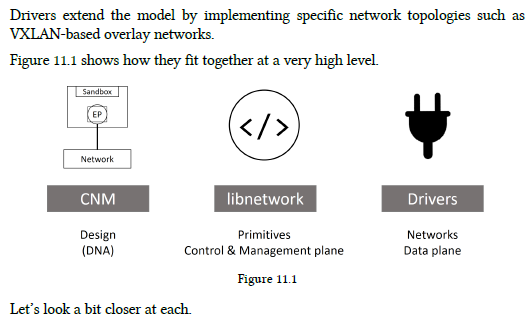 Drivers extend the model by implementing specific network topologies such as
VXLAN-based overlay networks.
Figure 11.1 shows how they fit together at a very high level.
Sandbox
EP
Network
</>
CNM
libnetwork
Drivers
Design
(DNA)
Primitives
Control & Management plane
Networks
Data plane
Figure 11.1
Let's look a bit closer at each.